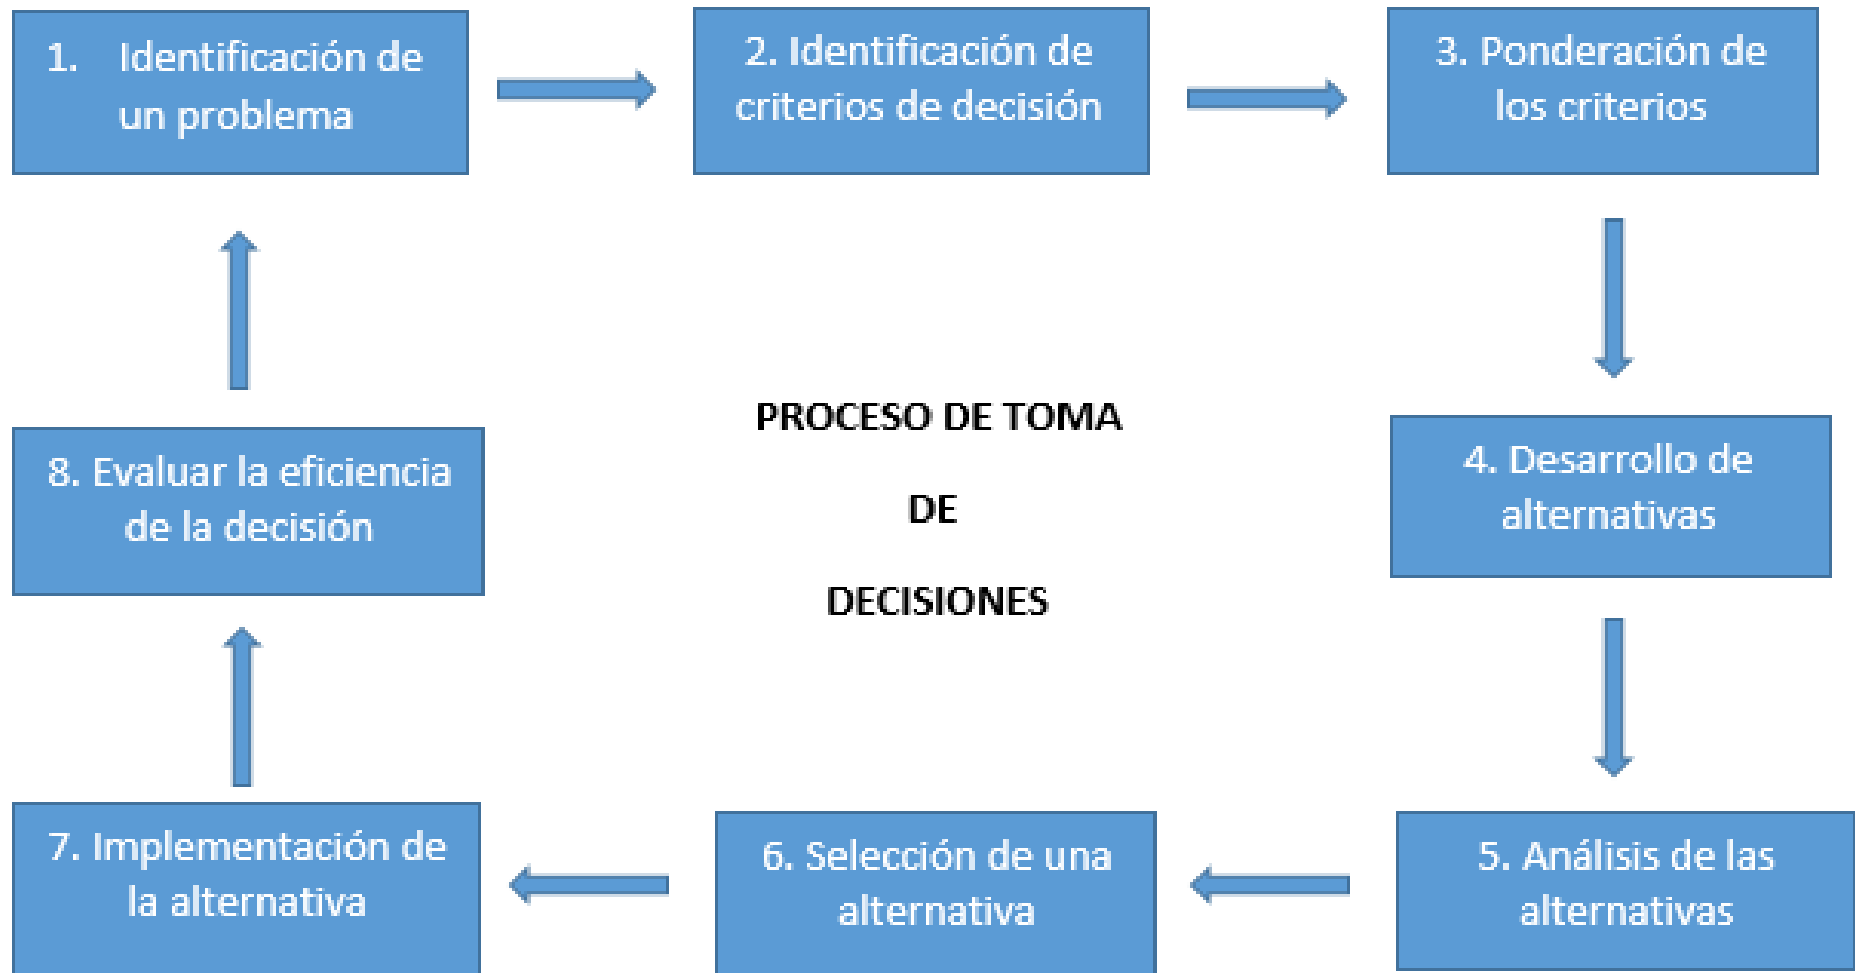 1. Identificación de
un problema
2. Identificación de
criterios de decisión
3. Ponderación de
los criterios
PROCESO DE TOMA
DE
DECISIONES
4. Desarrollo de
alternativas
5. Análisis de las
alternativas
6. Selección de una
alternativa
7. Implementación de
la alternativa
8. Evaluar la eficiencia
de la decisión